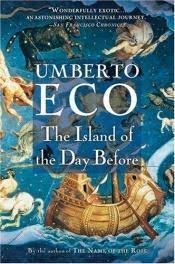 "WONDERFULLY EXOTIC ...
AN ASTONISHING INTELLECTUAL JOURNEY."
—SAN FRANCISCO CHRONICLE
UMBERTO
ECO
The Island of
the Day Before
By the author of THE NAME OF THE ROSE